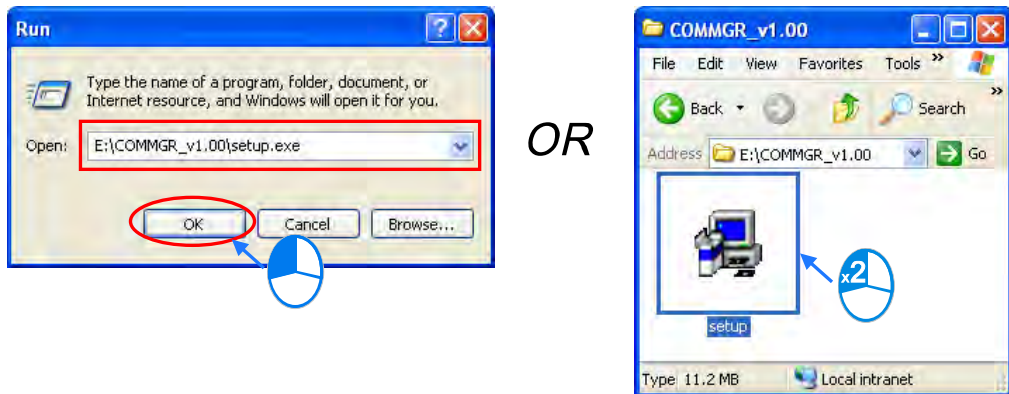 Run
Type the name of a program, folder, document, or
Internet resource, and Windows will open it for you.
Open: E:\COMMGR_v1.00\setup.exe
OK Cancel Browse...
OR
COMMGR_v1.00
File Edit View Favorites Tools »
Back Search »
Address E:\COMMGR_v1.00 Go
x2
setup
Type 11.2 MB Local intranet